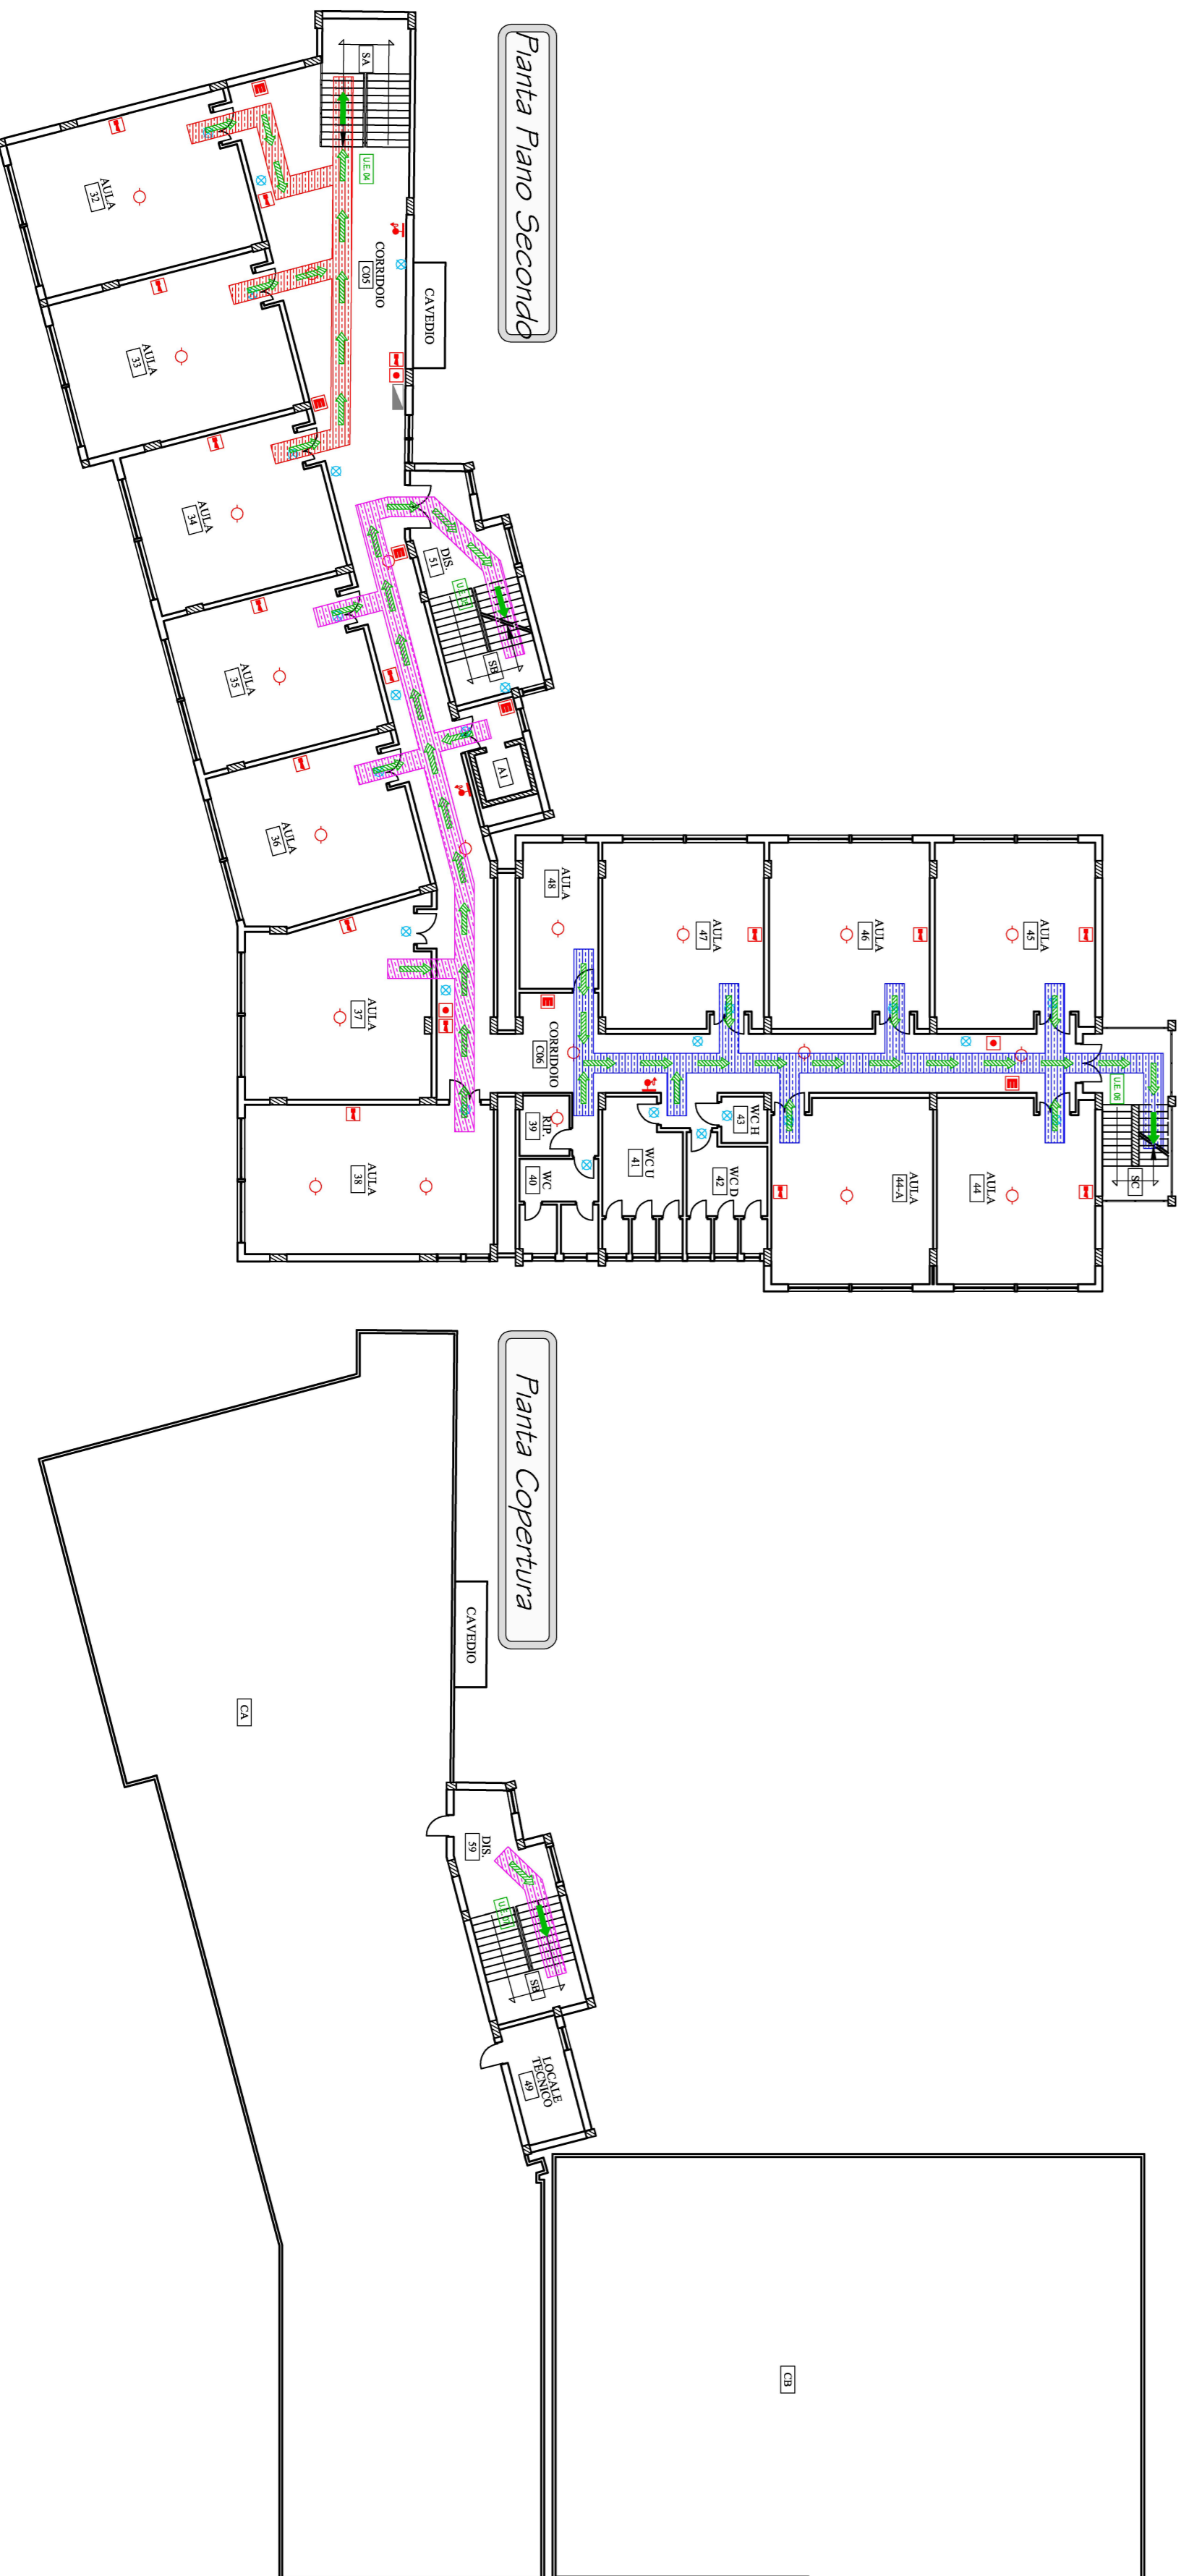 Pianta Piano Secondo
SA
U.E. 04
CORRIDOIO
C05
CAVEDIO
AULA
32
AULA
33
AULA
34
AULA
35
AULA
36
AULA
37
AULA
38
DIS.
51
SB
A1
AULA
48
AULA
47
AULA
46
AULA
45
CORRIDOIO
C06
RIP.
39
WC
40
WC U
41
WC D
42
WC H
43
AULA
44-A
AULA
44
U.E. 06
SC
Pianta Copertura
CAVEDIO
CA
DIS.
59
SB
LOCALE
TECNICO
49
CB